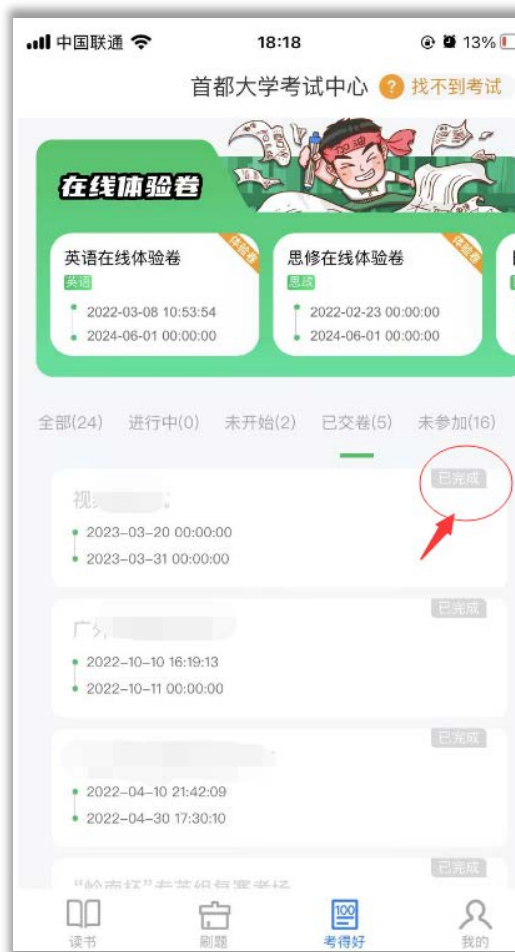 中国联通
18:18
13%
首都大学考试中心 ? 找不到考试
加油
在线体验卷
英语在线体验卷
体验卷
英语
2022-03-08 10:53:54
2024-06-01 00:00:00
思修在线体验卷
体验卷
思政
2022-02-23 00:00:00
2024-06-01 00:00:00
全部(24) 进行中(0) 未开始(2) 已交卷(5) 未参加(16)
已完成
2023-03-20 00:00:00
2023-03-31 00:00:00
已完成
2022-10-10 16:19:13
2022-10-11 00:00:00
已完成
2022-04-10 21:42:09
2022-04-30 17:30:10
已完成
100
读书 刷题 考得好 我的